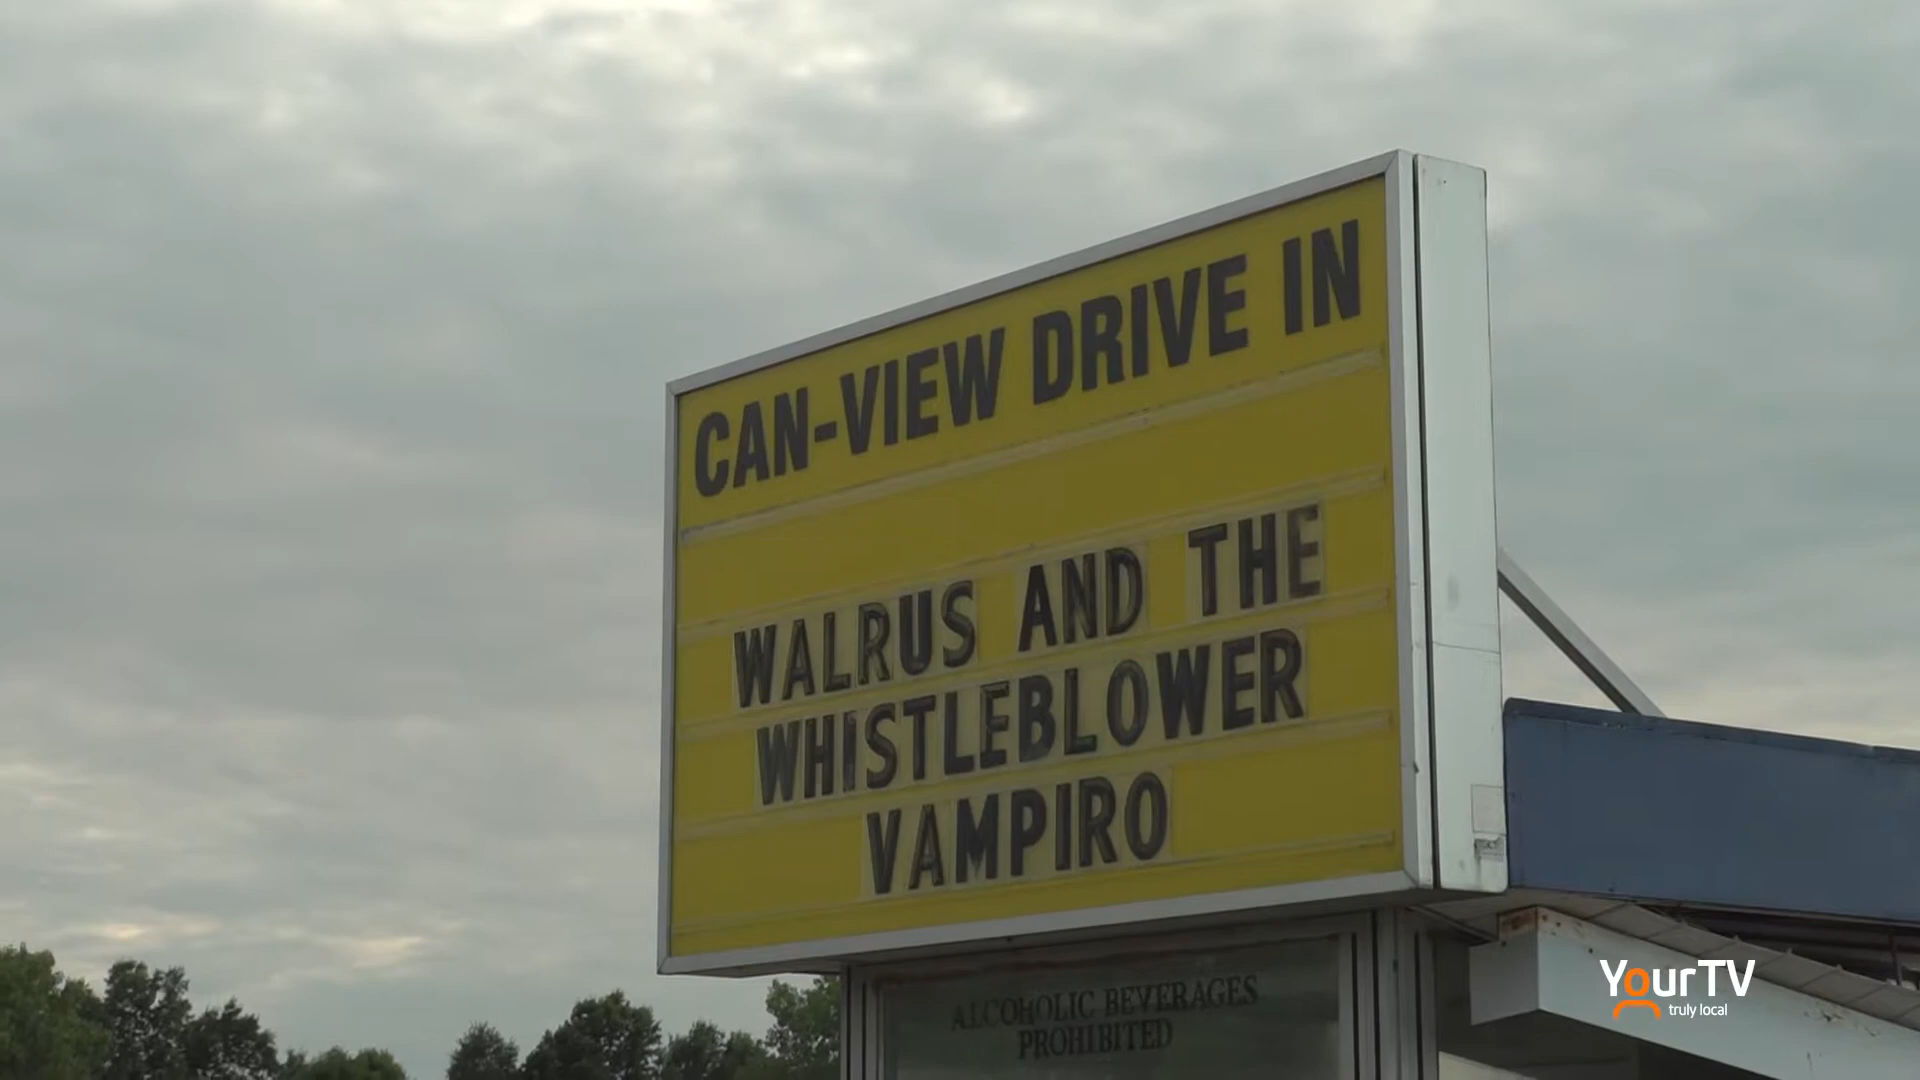 CAN-VIEW DRIVE IN
WALRUS AND THE
WHISTLEBLOWER
VAMPIRO
ALCOHOLIC BEVERAGES
PROHIBITED
YourTV
truly local